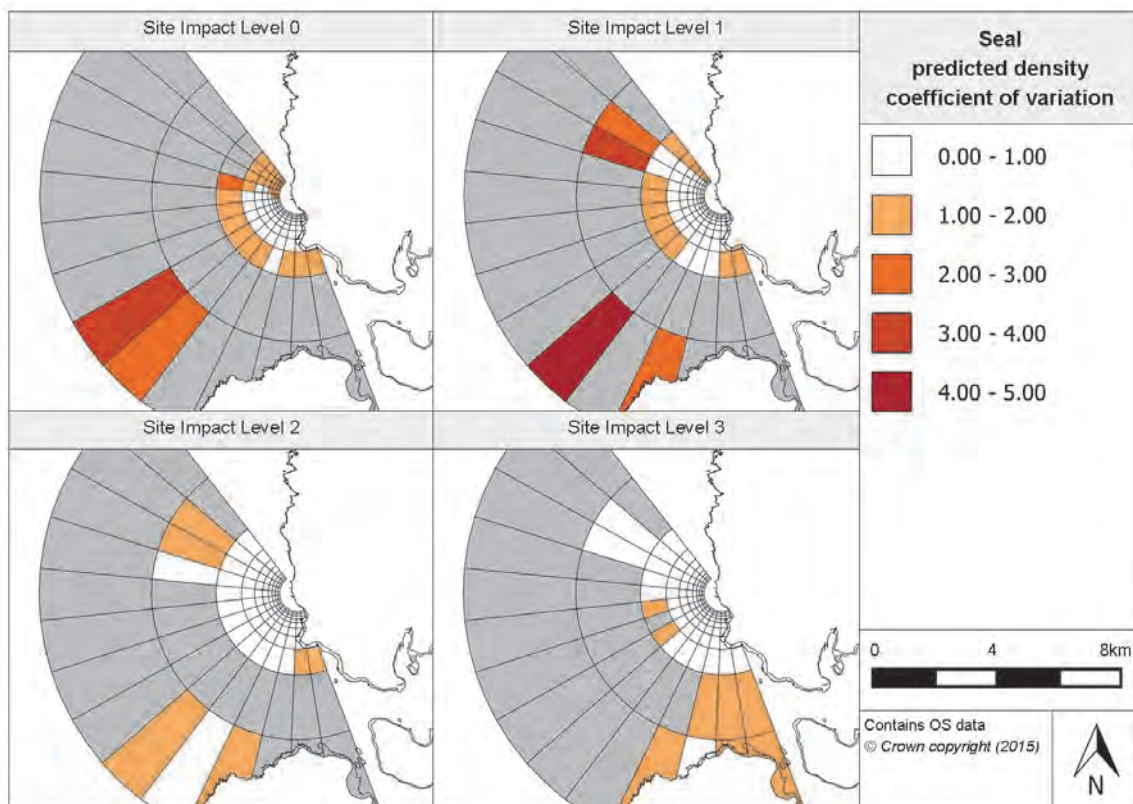 Site Impact Level 0
Site Impact Level 1
Site Impact Level 2
Site Impact Level 3
Seal
predicted density
coefficient of variation
0.00 - 1.00
1.00 - 2.00
2.00 - 3.00
3.00 - 4.00
4.00 - 5.00
0 4 8km
Contains OS data
© Crown copyright (2015)
N